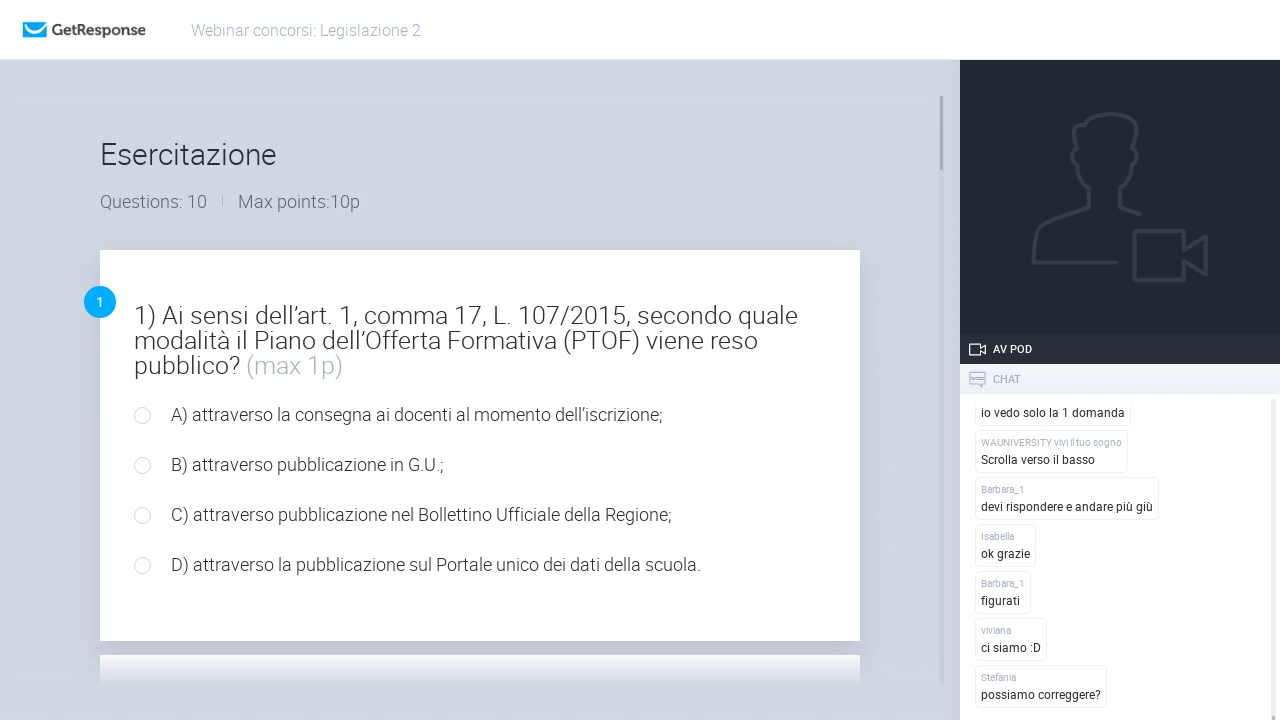 GetResponse
Webinar concorsi: Legislazione 2
Esercitazione
Questions: 10
Max points:10p
1
1) Ai sensi dell’art. 1, comma 17, L. 107/2015, secondo quale
modalità il Piano dell’Offerta Formativa (PTOF) viene reso
pubblico? (max 1p)
A) attraverso la consegna ai docenti al momento dell’iscrizione;
B) attraverso pubblicazione in G.U.;
C) attraverso pubblicazione nel Bollettino Ufficiale della Regione;
D) attraverso la pubblicazione sul Portale unico dei dati della scuola.
AV POD
CHAT
io vedo solo la 1 domanda
WAUNIVERSITY vivi il tuo sogno
Scrolla verso il basso
Barbara_1
devi rispondere e andare più giù
Isabella
ok grazie
Barbara_1
figurati
viviana
ci siamo :D
Stefania
possiamo correggere?